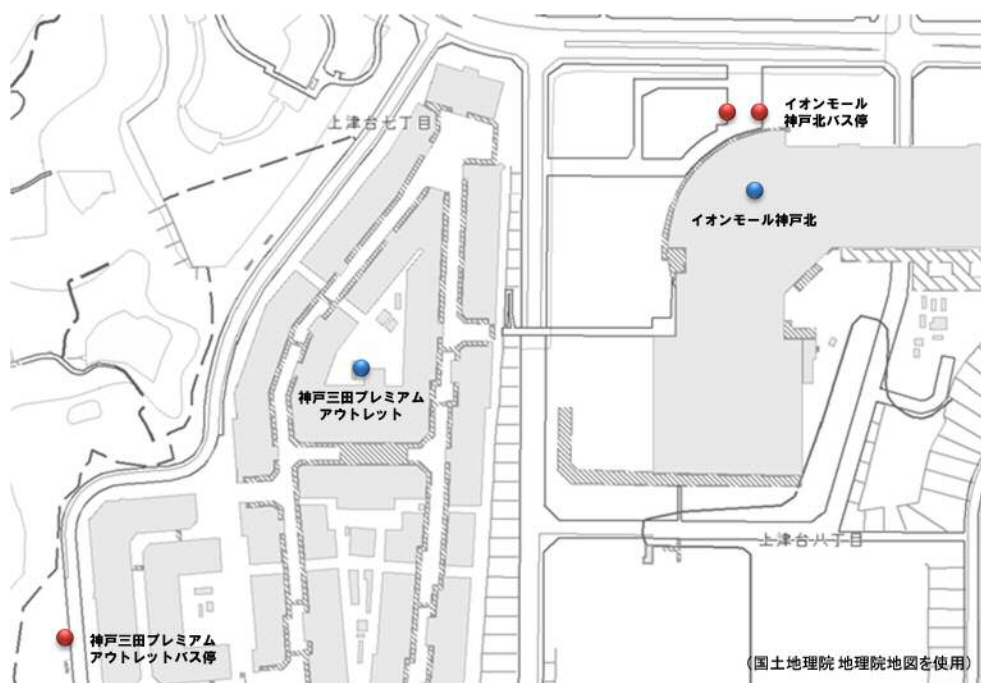 イオンモール
神戸北バス停
上津台七丁目
イオンモール神戸北
神戸三田プレミアム
アウトレット
上津台八丁目
神戸三田プレミアム
アウトレットバス停
（国土地理院 地理院地図を使用）